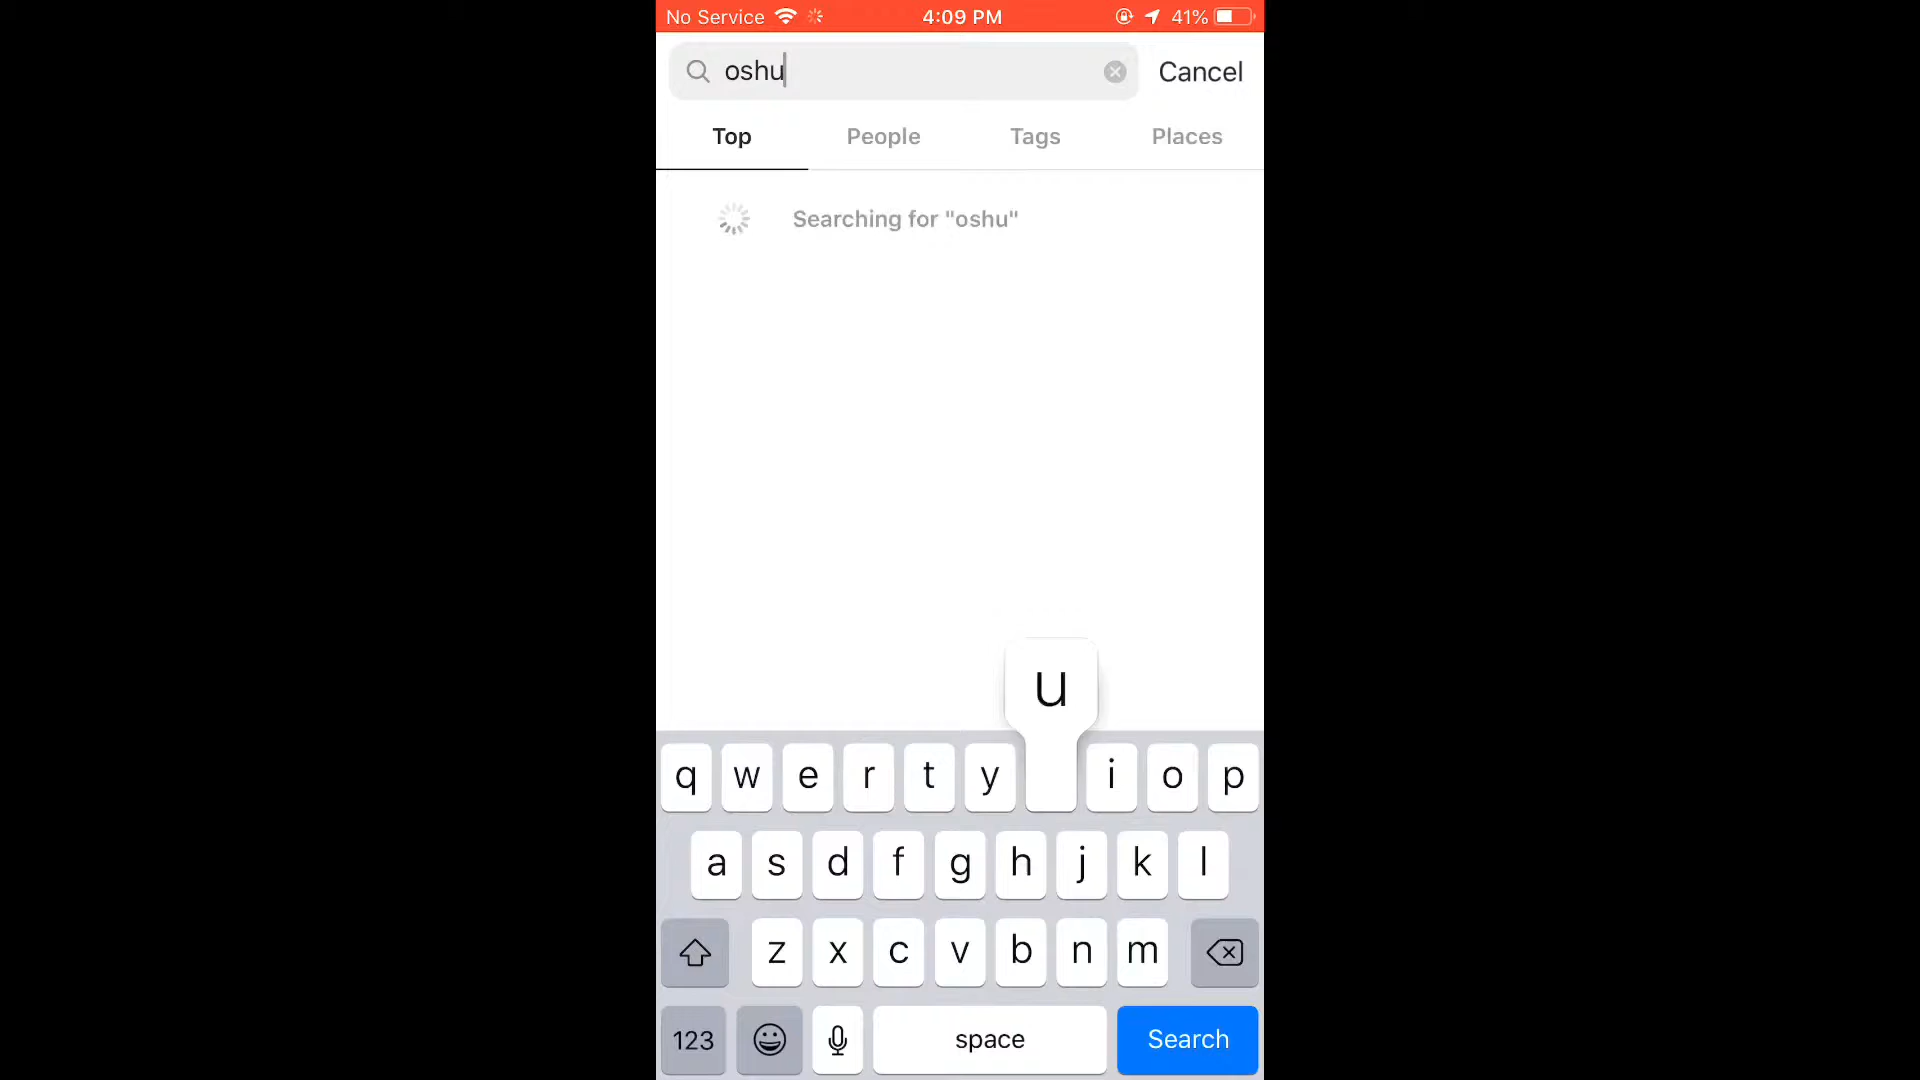 No Service 4:09 PM 41%
oshu Cancel
Top People Tags Places
Searching for "oshu"
u
q w e r t y i o p
a s d f g h j k l
z x c v b n m
123 space Search